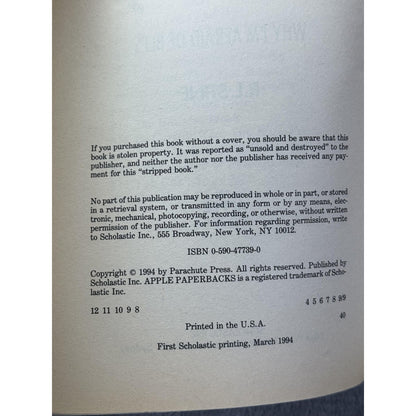 If you purchased this book without a cover, you should be aware that this
book is stolen property. It was reported as "unsold and destroyed" to the
publisher, and neither the author nor the publisher has received any pay-
ment for this "stripped book."
No part of this publication may be reproduced in whole or in part, or stored
in a retrieval system, or transmitted in any form or by any means, elec-
tronic, mechanical, photocopying, recording, or otherwise, without written
permission of the publisher. For information regarding permission, write
to Scholastic Inc., 555 Broadway, New York, NY 10012.
ISBN 0-590-47739-0
Copyright © 1994 by Parachute Press. All rights reserved. Published by
Scholastic Inc. APPLE PAPERBACKS is a registered trademark of Scho-
lastic Inc.
12 11 10 9 8 4 5 6 7 8 9/9
Printed in the U.S.A. 40
First Scholastic printing, March 1994